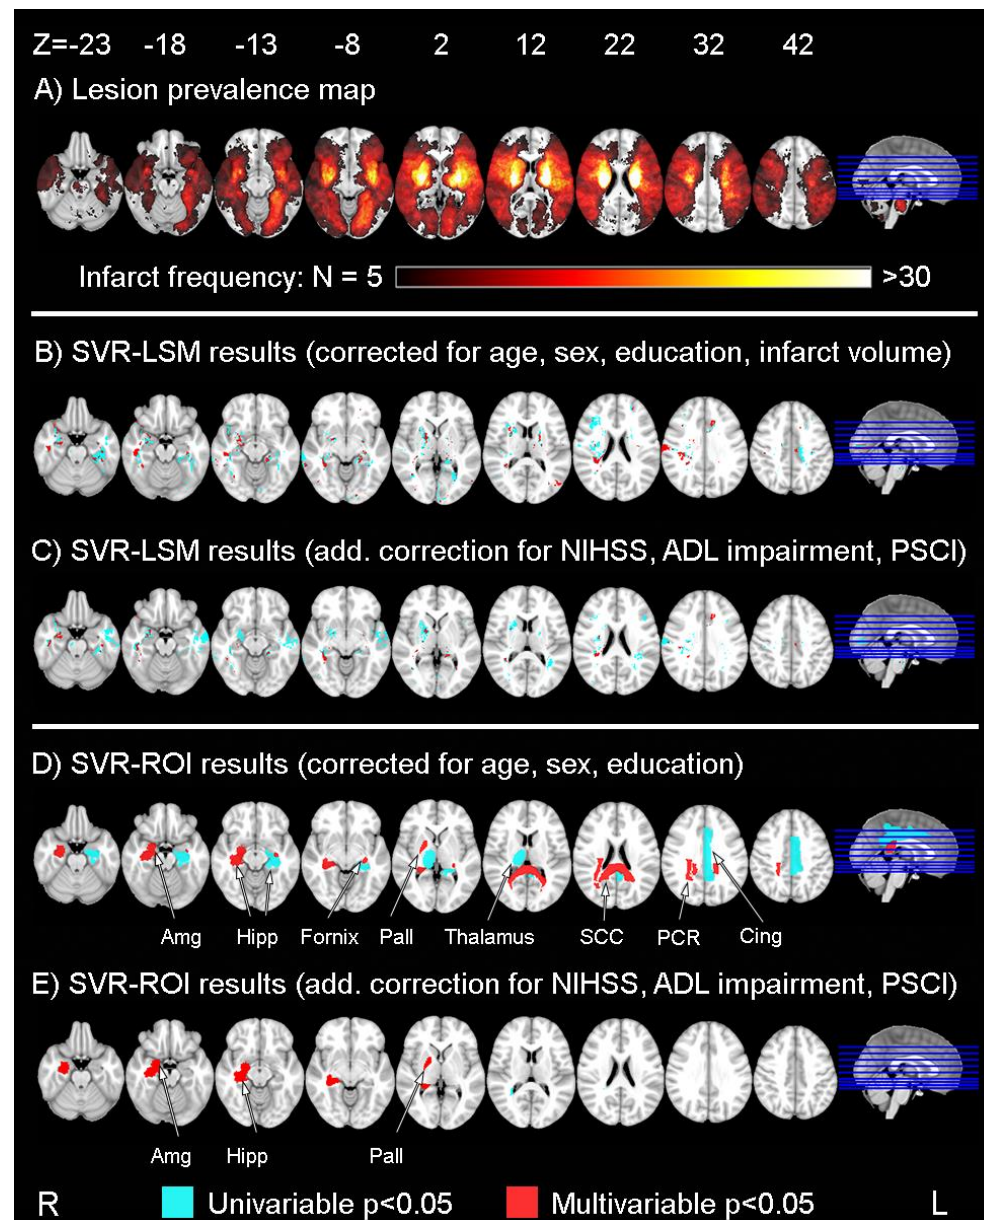 Z=-23 -18 -13 -8 2 12 22 32 42
A) Lesion prevalence map
Infarct frequency: N = 5 >30
B) SVR-LSM results (corrected for age, sex, education, infarct volume)
C) SVR-LSM results (add. correction for NIHSS, ADL impairment, PSCI)
D) SVR-ROI results (corrected for age, sex, education)
Amg Hipp Fornix Pall Thalamus SCC PCR Cing
E) SVR-ROI results (add. correction for NIHSS, ADL impairment, PSCI)
Amg Hipp Pall
R Univariable p<0.05 Multivariable p<0.05 L